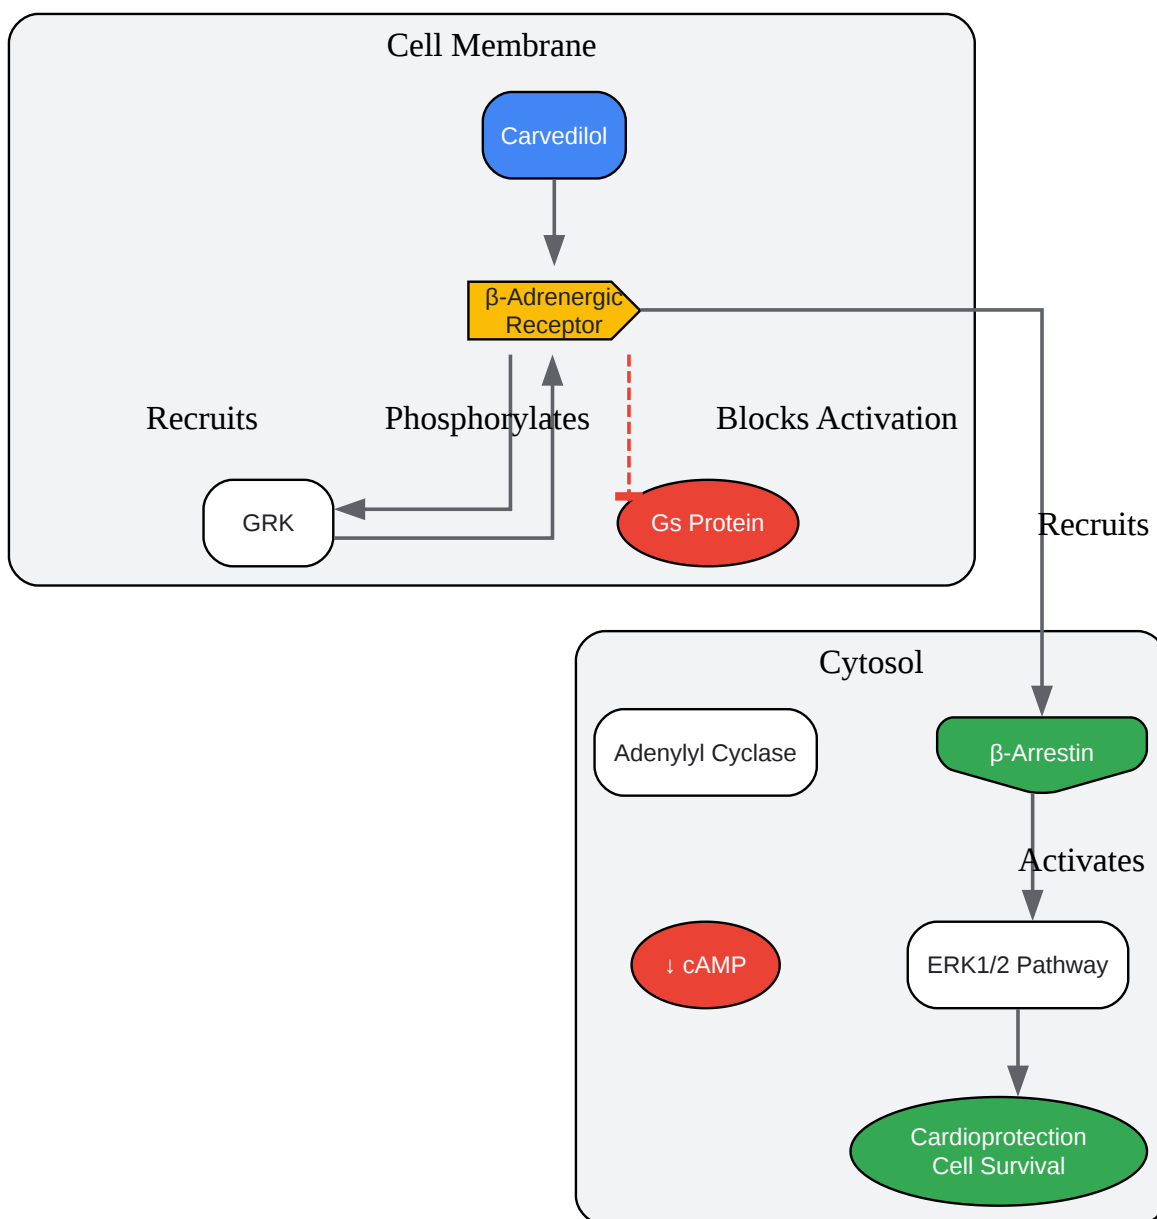 Cell Membrane
Carvedilol
β-Adrenergic
Receptor
Recruits
Phosphorylates
Blocks Activation
GRK
Gs Protein
Recruits
Cytosol
Adenylyl Cyclase
β-Arrestin
Activates
↓ cAMP
ERK1/2 Pathway
Cardioprotection
Cell Survival